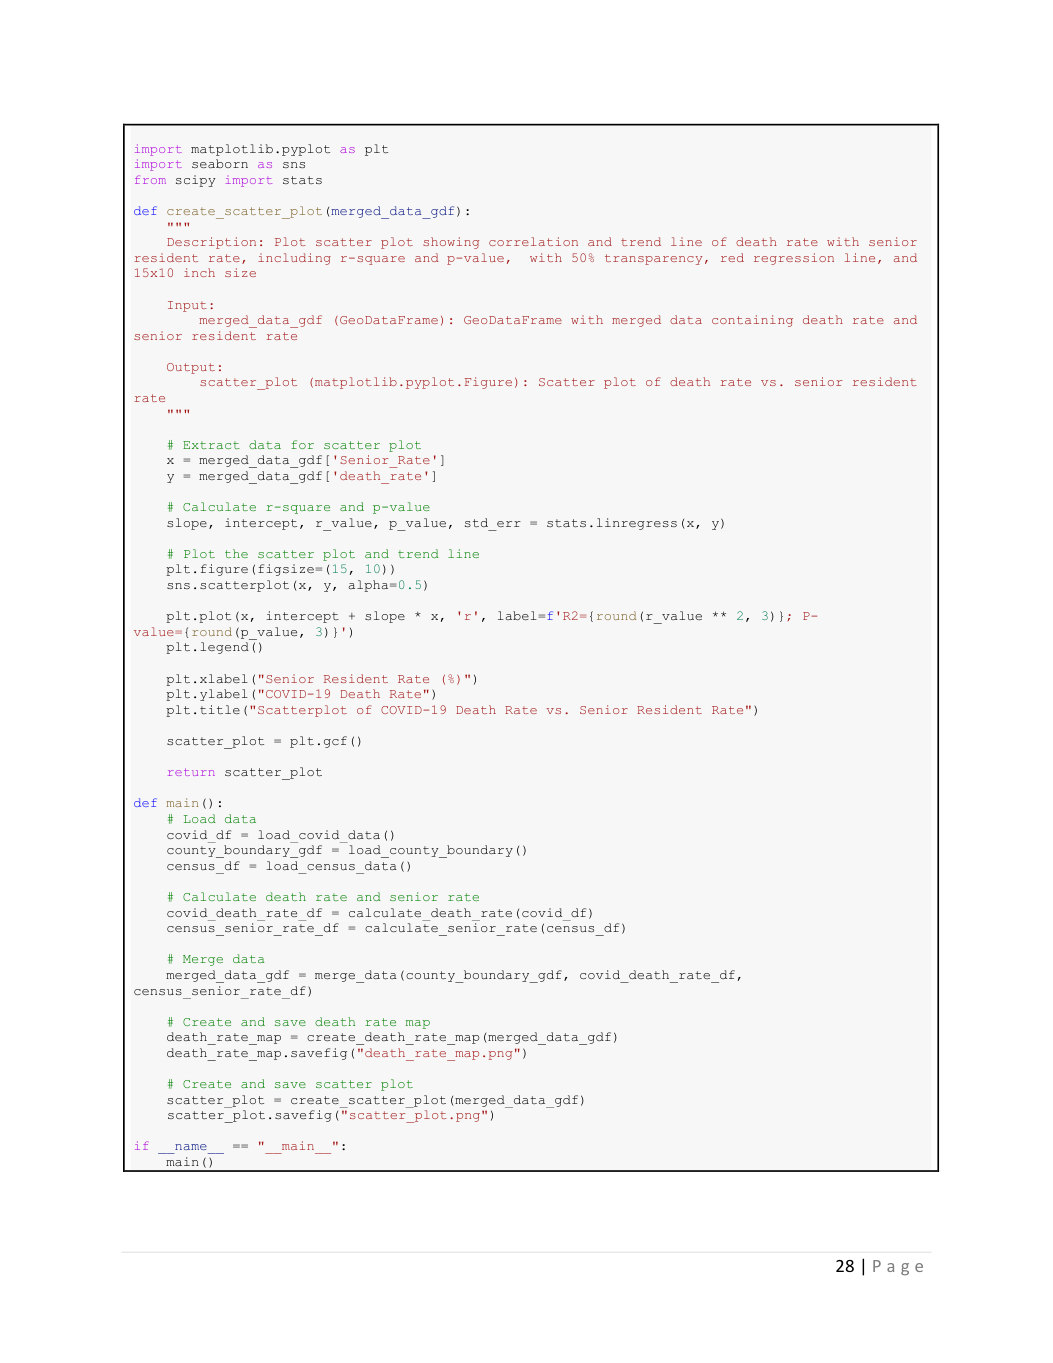 import matplotlib.pyplot as plt
import seaborn as sns
from scipy import stats
def create_scatter_plot(merged_data_gdf):
"""
Description: Plot scatter plot showing correlation and trend line of death rate with senior
resident rate, including r-square and p-value,  with 50% transparency, red regression line, and
15x10 inch size
Input:
merged_data_gdf (GeoDataFrame): GeoDataFrame with merged data containing death rate and
senior resident rate
Output:
scatter_plot (matplotlib.pyplot.Figure): Scatter plot of death rate vs. senior resident
rate
"""
# Extract data for scatter plot
x = merged_data_gdf['Senior_Rate']
y = merged_data_gdf['death_rate']
# Calculate r-square and p-value
slope, intercept, r_value, p_value, std_err = stats.linregress(x, y)
# Plot the scatter plot and trend line
plt.figure(figsize=(15, 10))
sns.scatterplot(x, y, alpha=0.5)
plt.plot(x, intercept + slope * x, 'r', label=f'R2={round(r_value ** 2, 3)}; P-
value={round(p_value, 3)}')
plt.legend()
plt.xlabel("Senior Resident Rate (%)")
plt.ylabel("COVID-19 Death Rate")
plt.title("Scatterplot of COVID-19 Death Rate vs. Senior Resident Rate")
scatter_plot = plt.gcf()
return scatter_plot
def main():
# Load data
covid_df = load_covid_data()
county_boundary_gdf = load_county_boundary()
census_df = load_census_data()
# Calculate death rate and senior rate
covid_death_rate_df = calculate_death_rate(covid_df)
census_senior_rate_df = calculate_senior_rate(census_df)
# Merge data
merged_data_gdf = merge_data(county_boundary_gdf, covid_death_rate_df,
census_senior_rate_df)
# Create and save death rate map
death_rate_map = create_death_rate_map(merged_data_gdf)
death_rate_map.savefig("death_rate_map.png")
# Create and save scatter plot
scatter_plot = create_scatter_plot(merged_data_gdf)
scatter_plot.savefig("scatter_plot.png")
if __name__ == "__main__":
main()
28 | P a g e